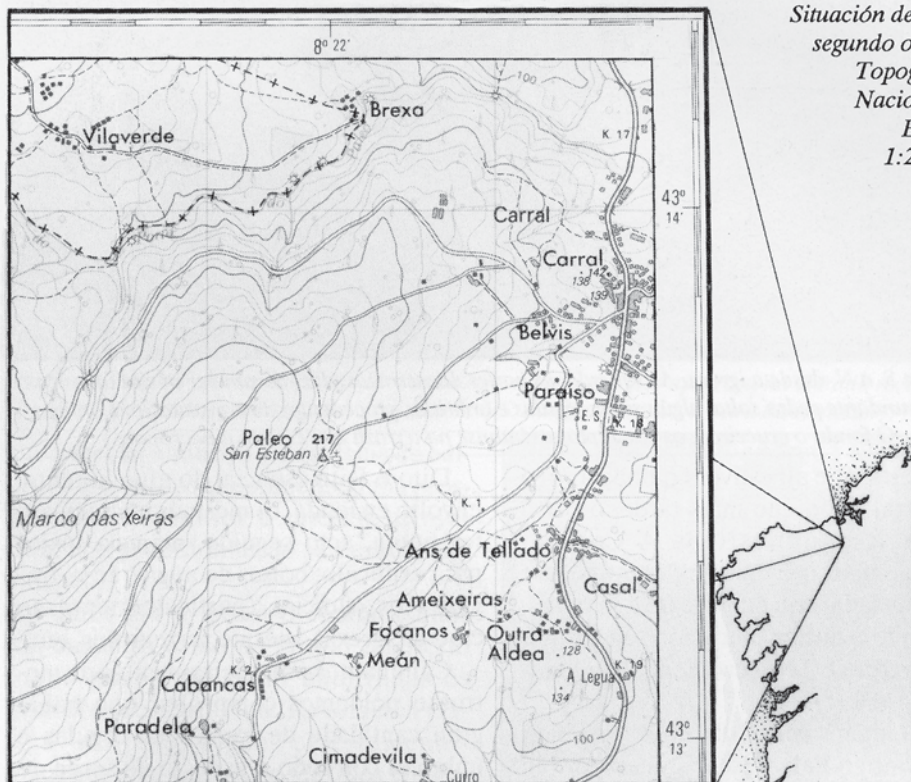 Situación de
segundo o
Topog
Nacio
E
1:2
8º 22'
100
Brexa
Vilaverde
K. 17
43º
14'
Carral
Carral
142
138
139
Belvis
Paraiso
E. S.
K. 18
Paleo 217
San Esteban
K. 1
Marco das Xeiras
Ans de Tellado
Casal
Ameixeiras
Focanos
Outra
Aldea
128
Meán
K. 2
K. 19
A Legua
Cabancas
134
Paradela
100
43º
13'
Cimadevila
Curro